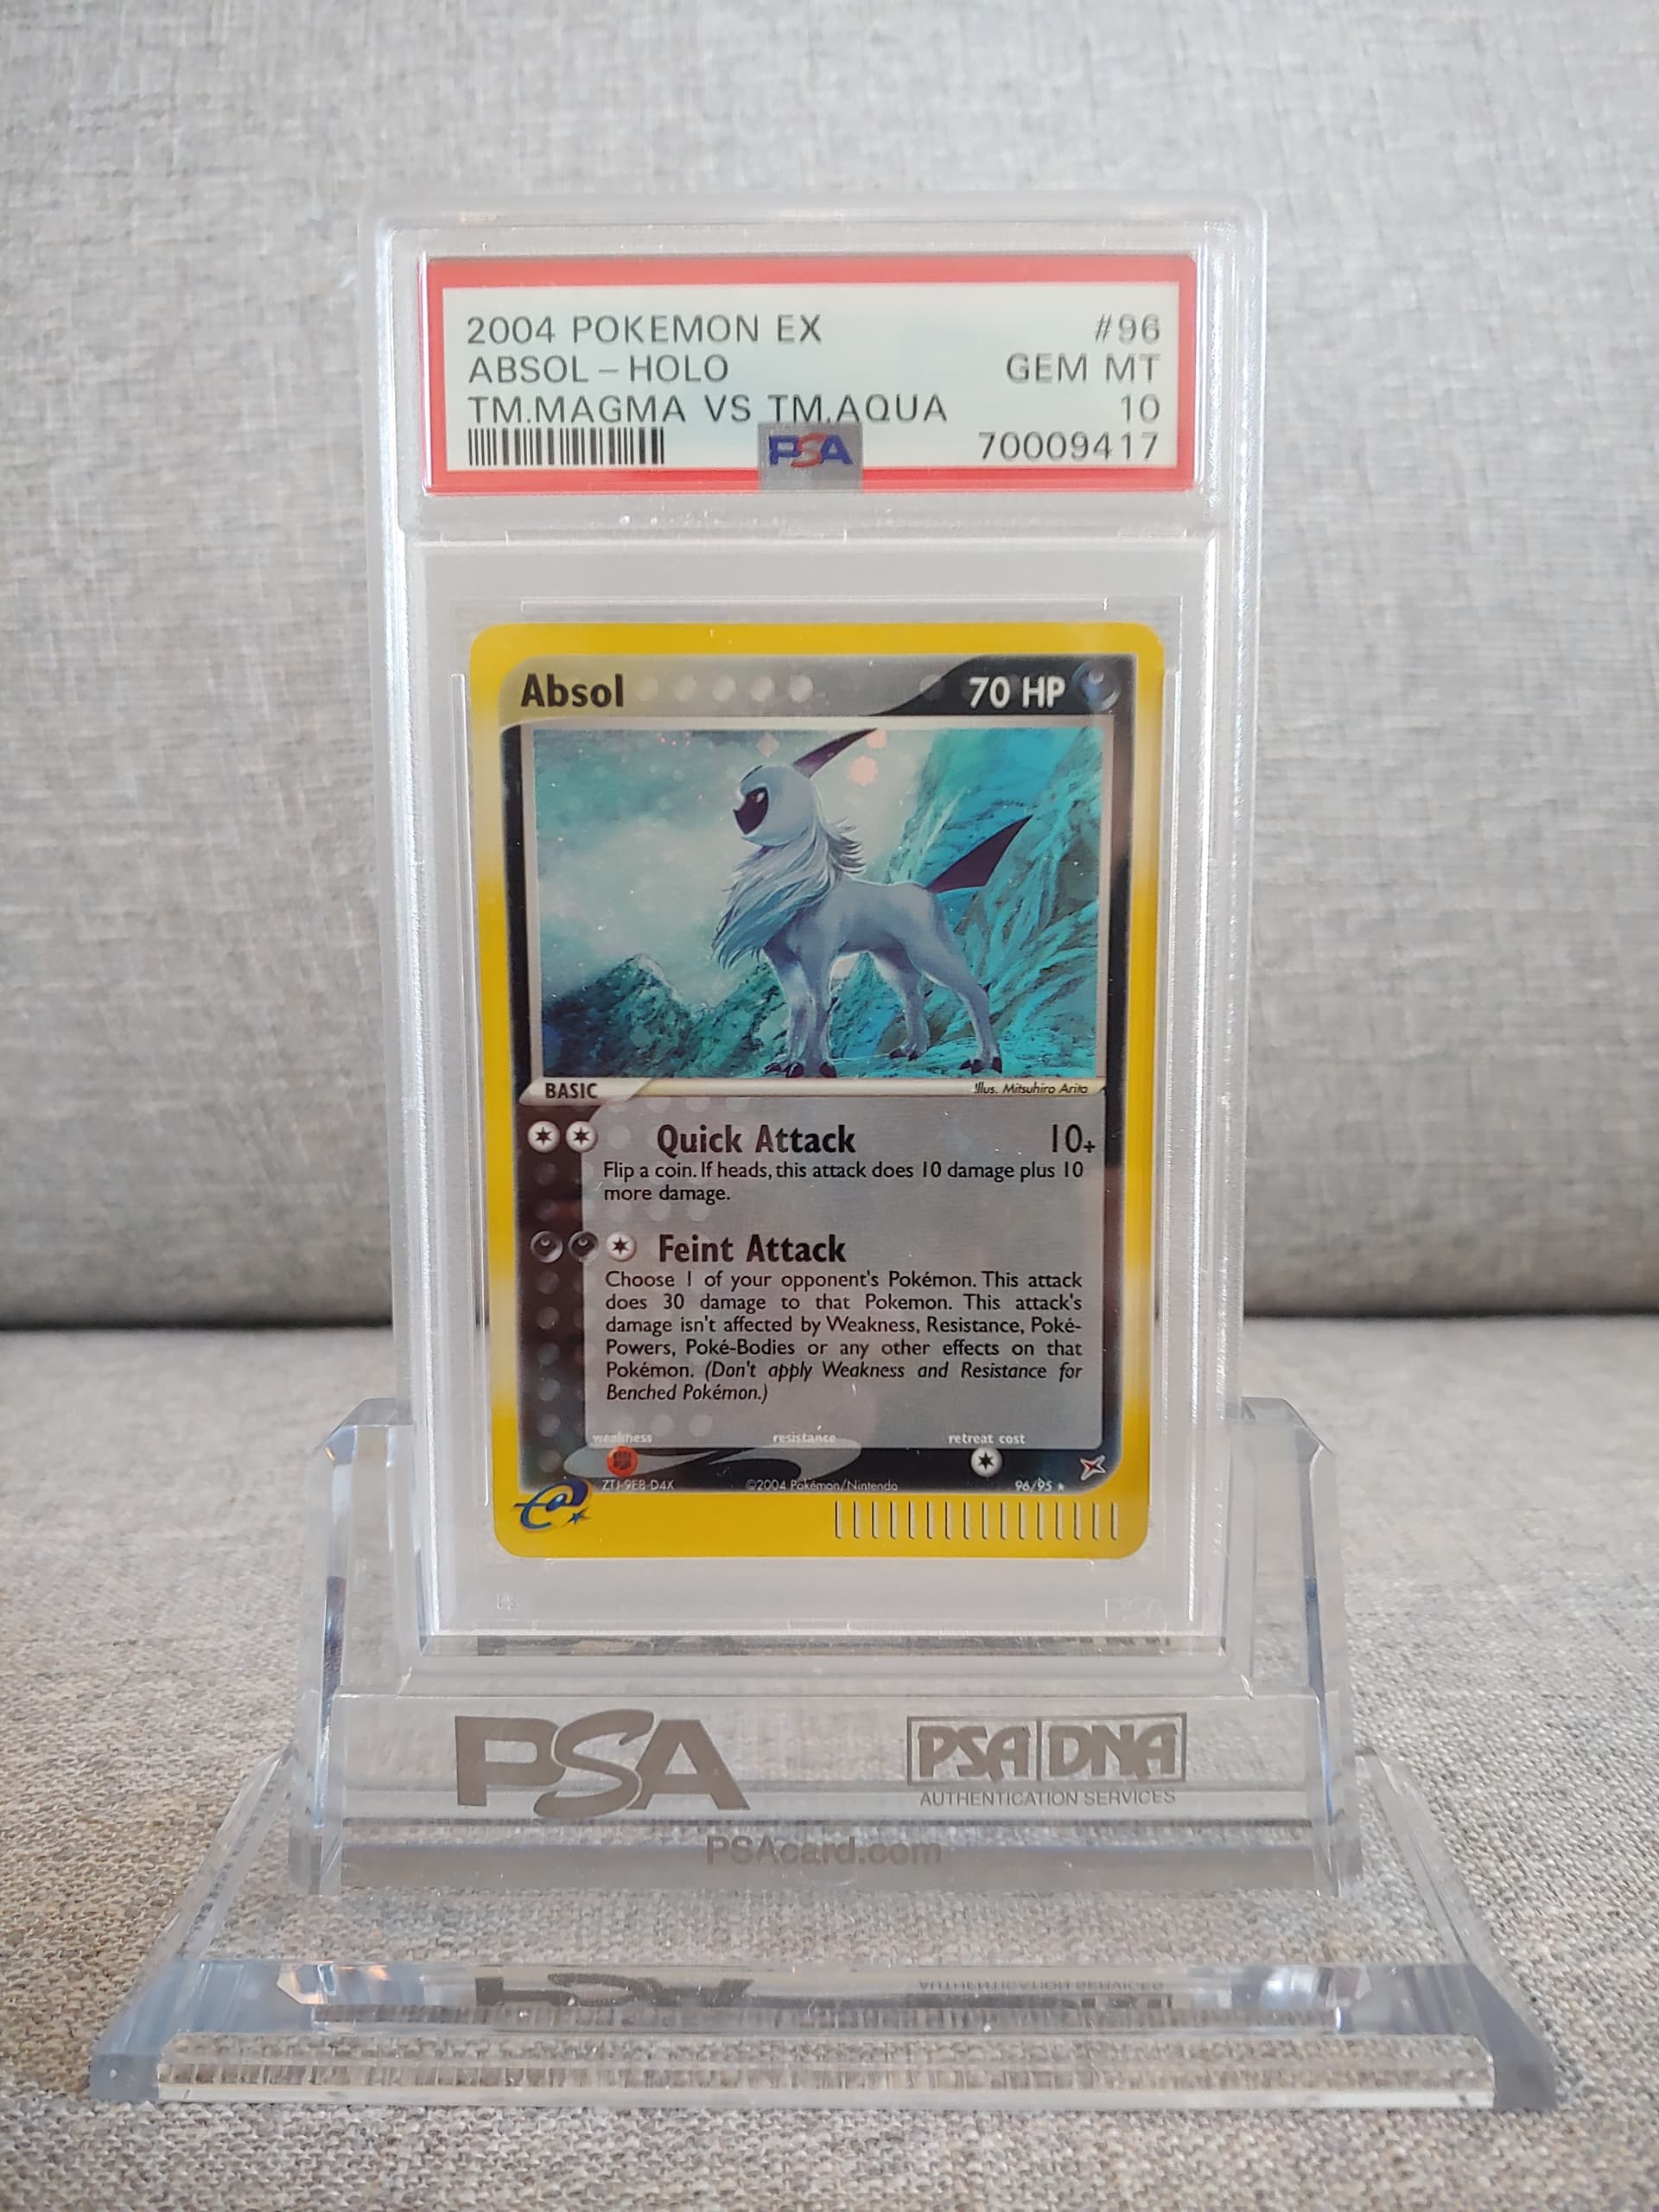 2004 POKEMON EX #96
ABSOL - HOLO GEM MT
TM.MAGMA VS TM.AQUA 10
PSA 70009417
Absol 70 HP
BASIC Illus. Mitsuhiro Arita
Quick Attack 10+
Flip a coin. If heads, this attack does 10 damage plus 10
more damage.
Feint Attack
Choose 1 of your opponent's Pokémon. This attack
does 30 damage to that Pokemon. This attack's
damage isn't affected by Weakness, Resistance, Poké-
Powers, Poké-Bodies or any other effects on that
Pokémon. (Don't apply Weakness and Resistance for
Benched Pokémon.)
weakness resistance retreat cost
ZTJ-9E8-D4X ©2004 Pokémon/Nintendo 96/95 ★
e
PSA PSA DNA
AUTHENTICATION SERVICES
PSAcard.com